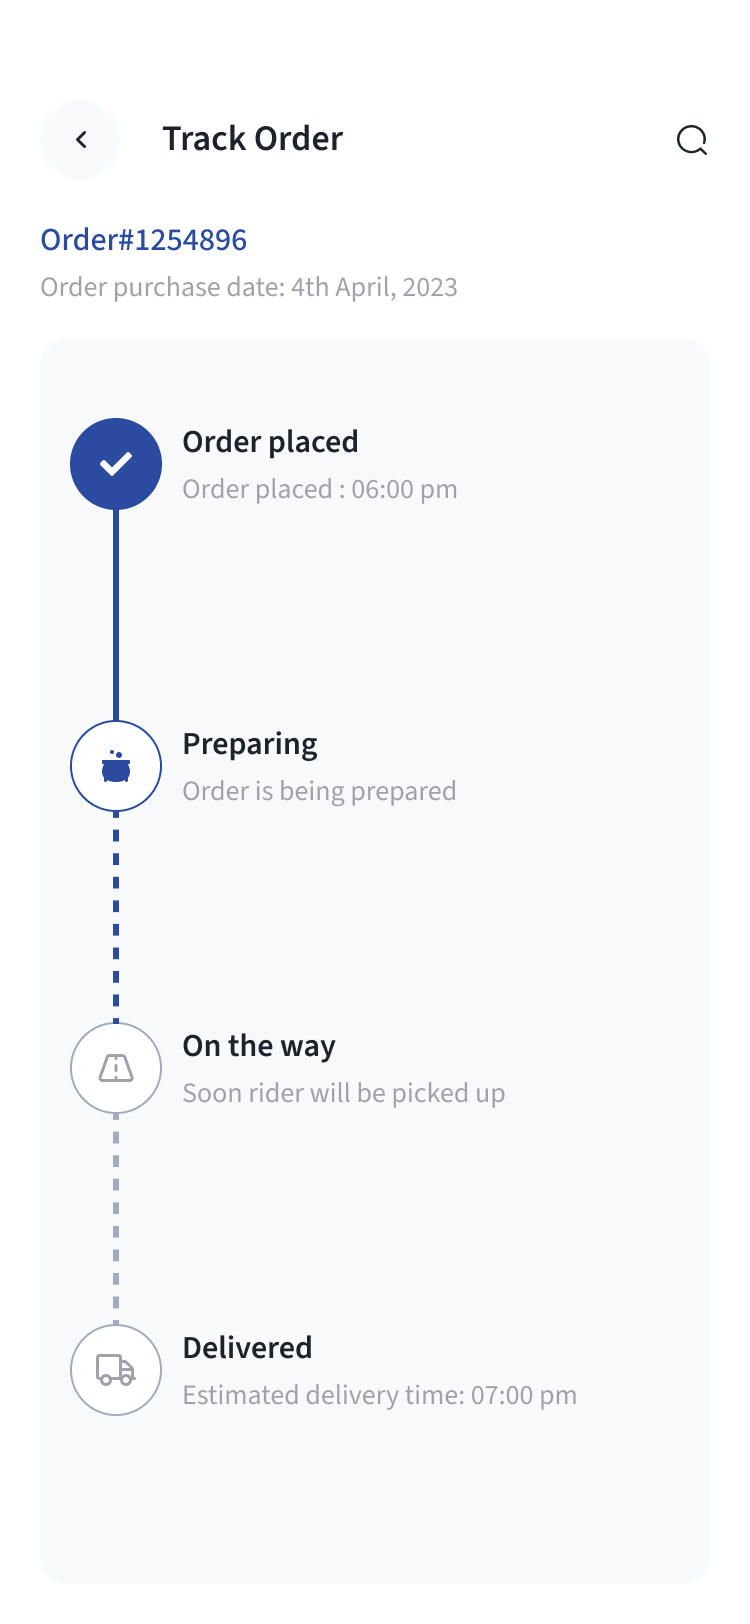 Track Order
Order#1254896
Order purchase date: 4th April, 2023
Order placed
Order placed : 06:00 pm
Preparing
Order is being prepared
On the way
Soon rider will be picked up
Delivered
Estimated delivery time: 07:00 pm